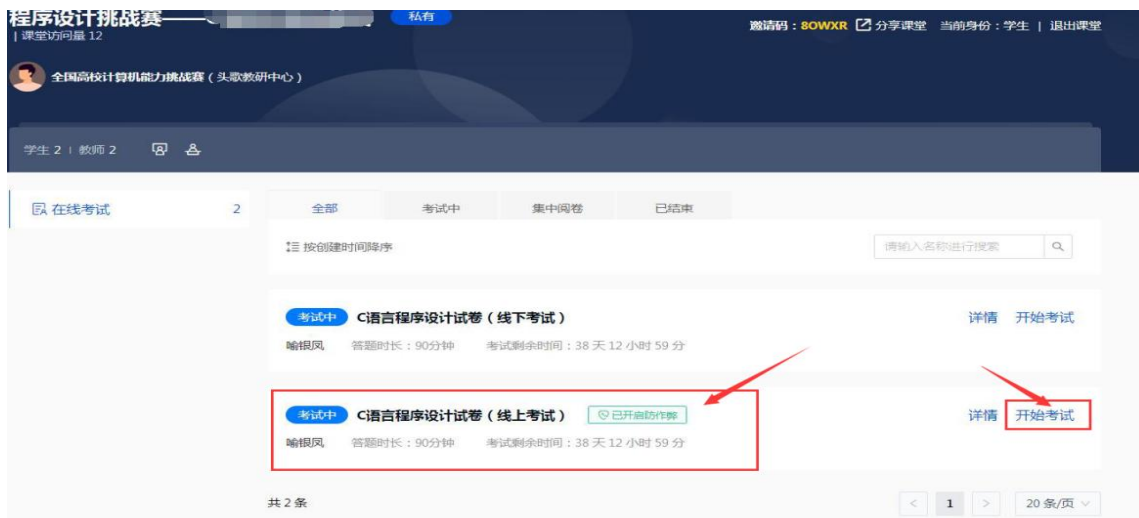 程序设计挑战赛—— 私有
邀请码：8OWXR 分享课堂 当前身份：学生 | 退出课堂
| 课堂访问量 12
全国高校计算机能力挑战赛（头歌教研中心）
学生 2 | 教师 2
在线考试 2
全部 考试中 集中阅卷 已结束
按创建时间降序 请输入名称进行搜索
考试中 C语言程序设计试卷（线下考试） 详情 开始考试
喻银凤 答题时长：90分钟 考试剩余时间：38 天 12 小时 59 分
考试中 C语言程序设计试卷（线上考试） 已开启防作弊 详情 开始考试
喻银凤 答题时长：90分钟 考试剩余时间：38 天 12 小时 59 分
共 2 条 < 1 > 20 条/页